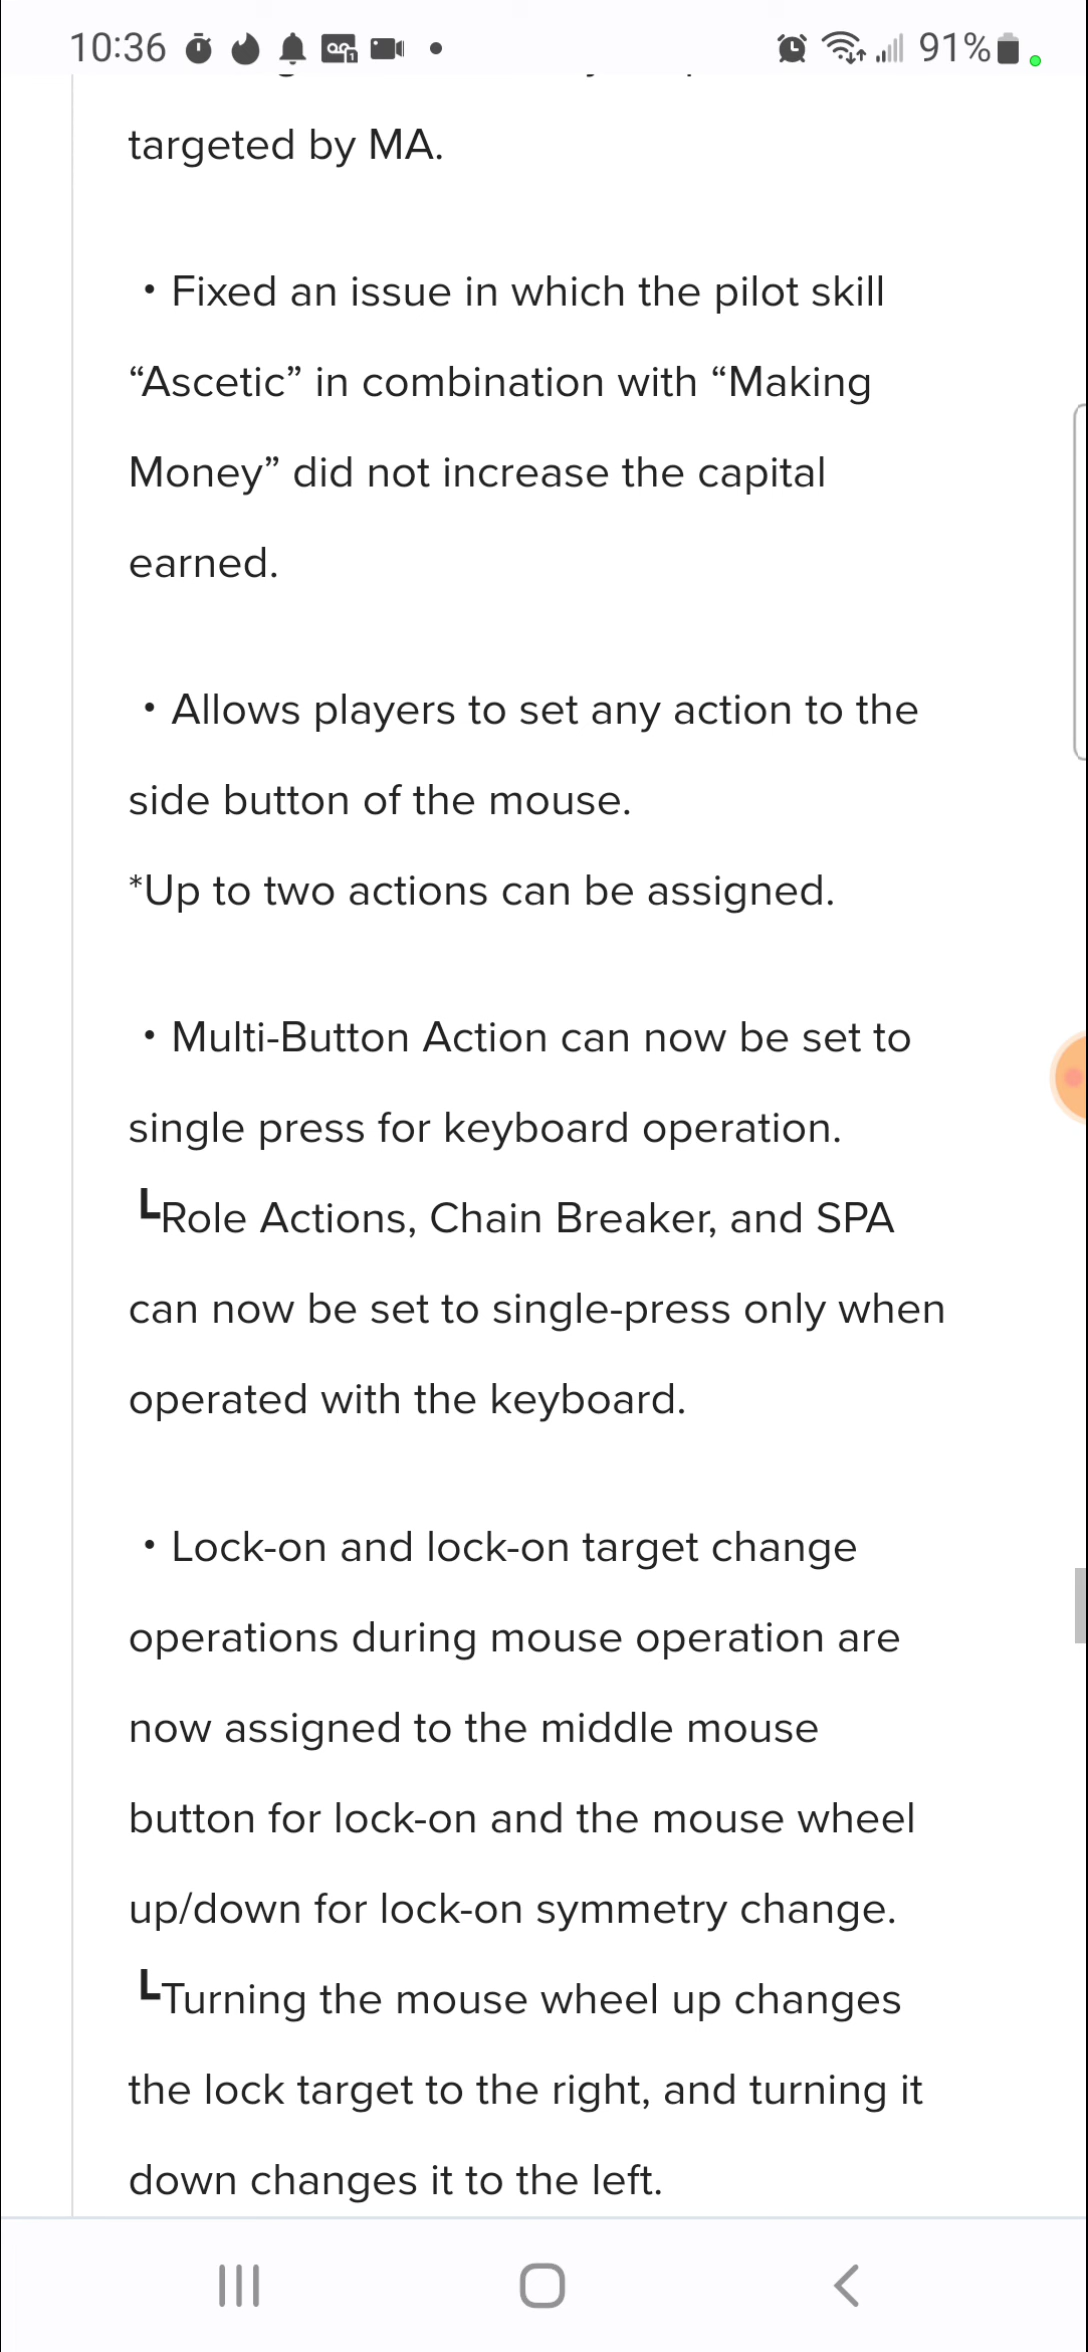 10:36 91%
targeted by MA.
・Fixed an issue in which the pilot skill
“Ascetic” in combination with “Making
Money” did not increase the capital
earned.
・Allows players to set any action to the
side button of the mouse.
*Up to two actions can be assigned.
・Multi-Button Action can now be set to
single press for keyboard operation.
┗Role Actions, Chain Breaker, and SPA
can now be set to single-press only when
operated with the keyboard.
・Lock-on and lock-on target change
operations during mouse operation are
now assigned to the middle mouse
button for lock-on and the mouse wheel
up/down for lock-on symmetry change.
┗Turning the mouse wheel up changes
the lock target to the right, and turning it
down changes it to the left.